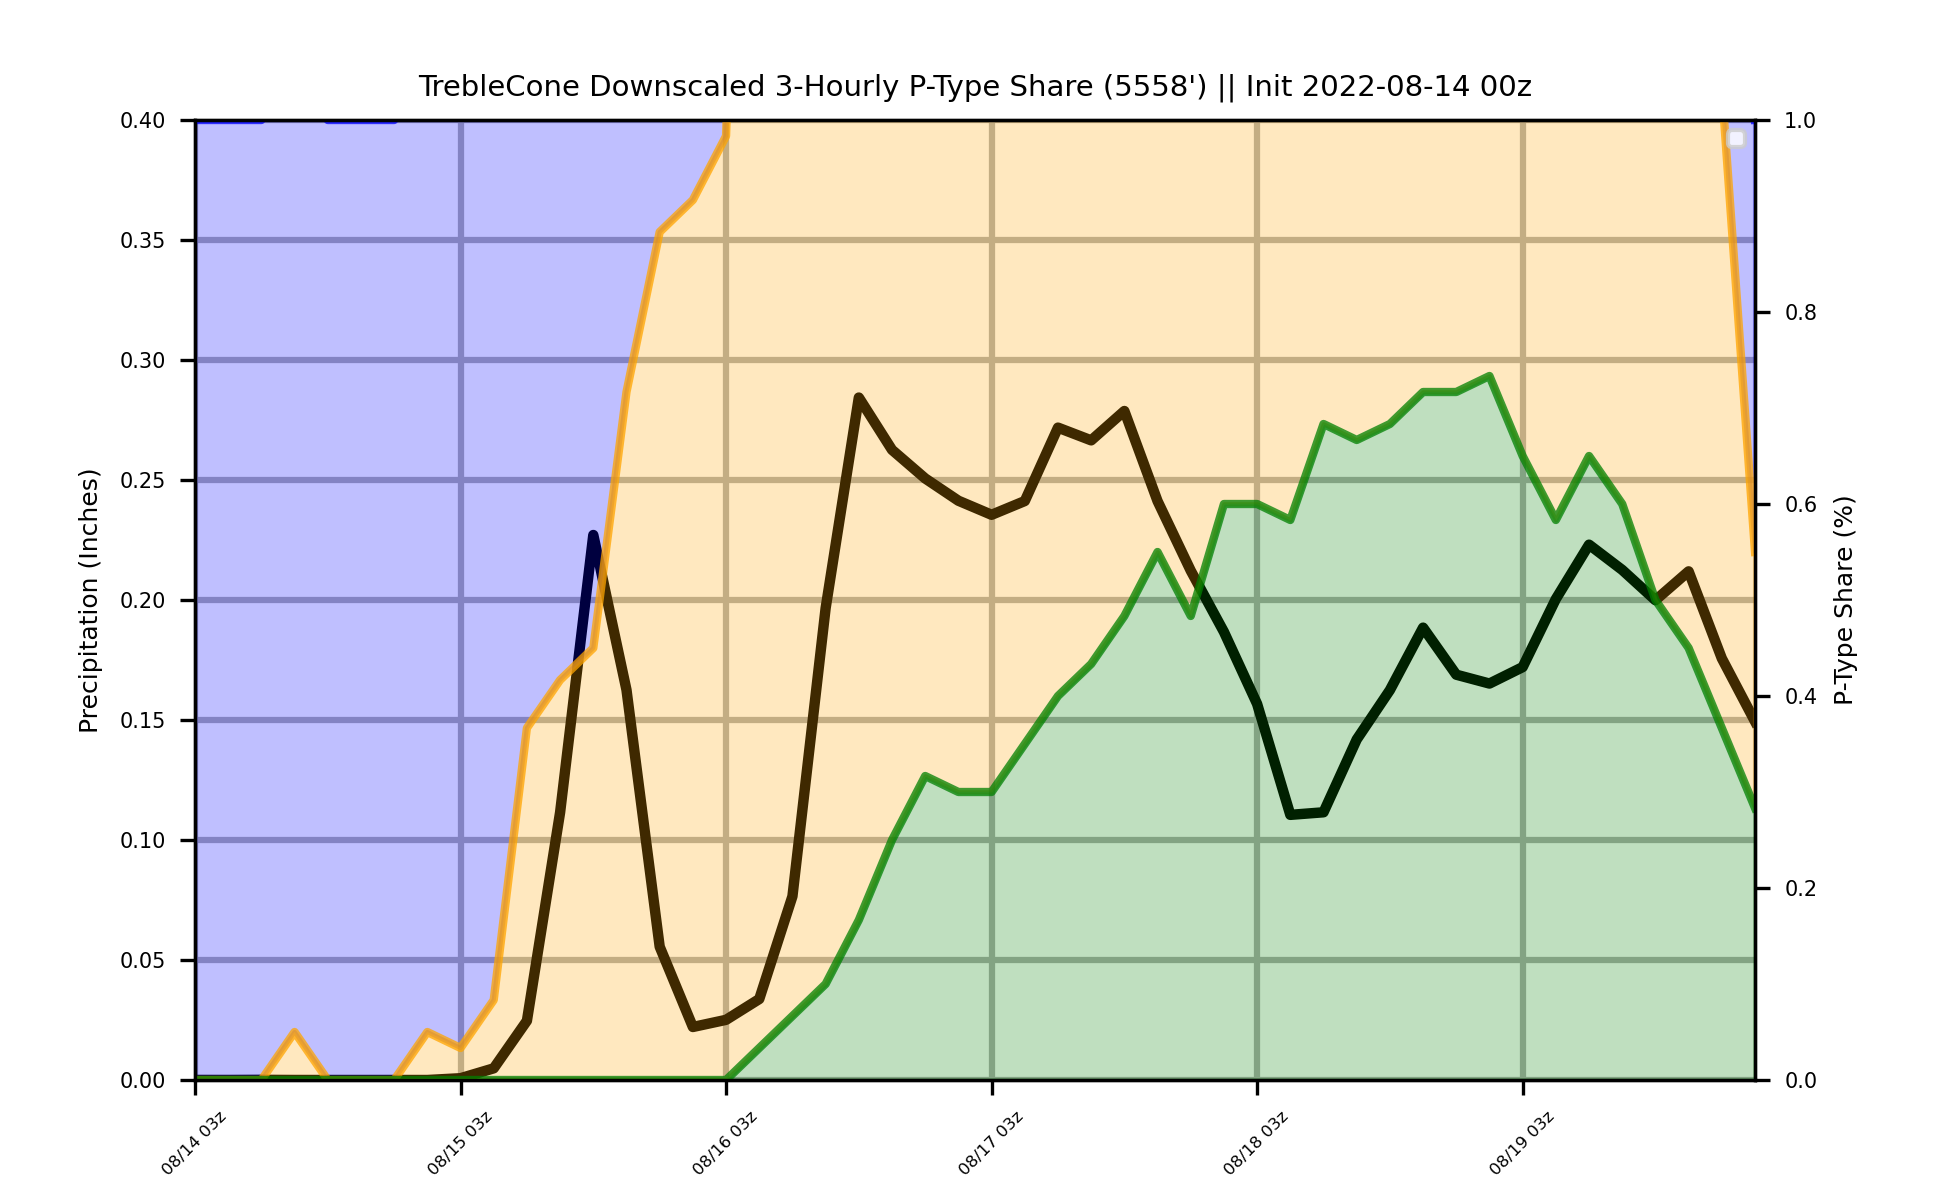 TrebleCone Downscaled 3-Hourly P-Type Share (5558') || Init 2022-08-14 00z
0.40
0.35
0.30
0.25
0.20
0.15
0.10
0.05
0.00
Precipitation (Inches)
1.0
0.8
0.6
0.4
0.2
0.0
P-Type Share (%)
08/14 03z
08/15 03z
08/16 03z
08/17 03z
08/18 03z
08/19 03z